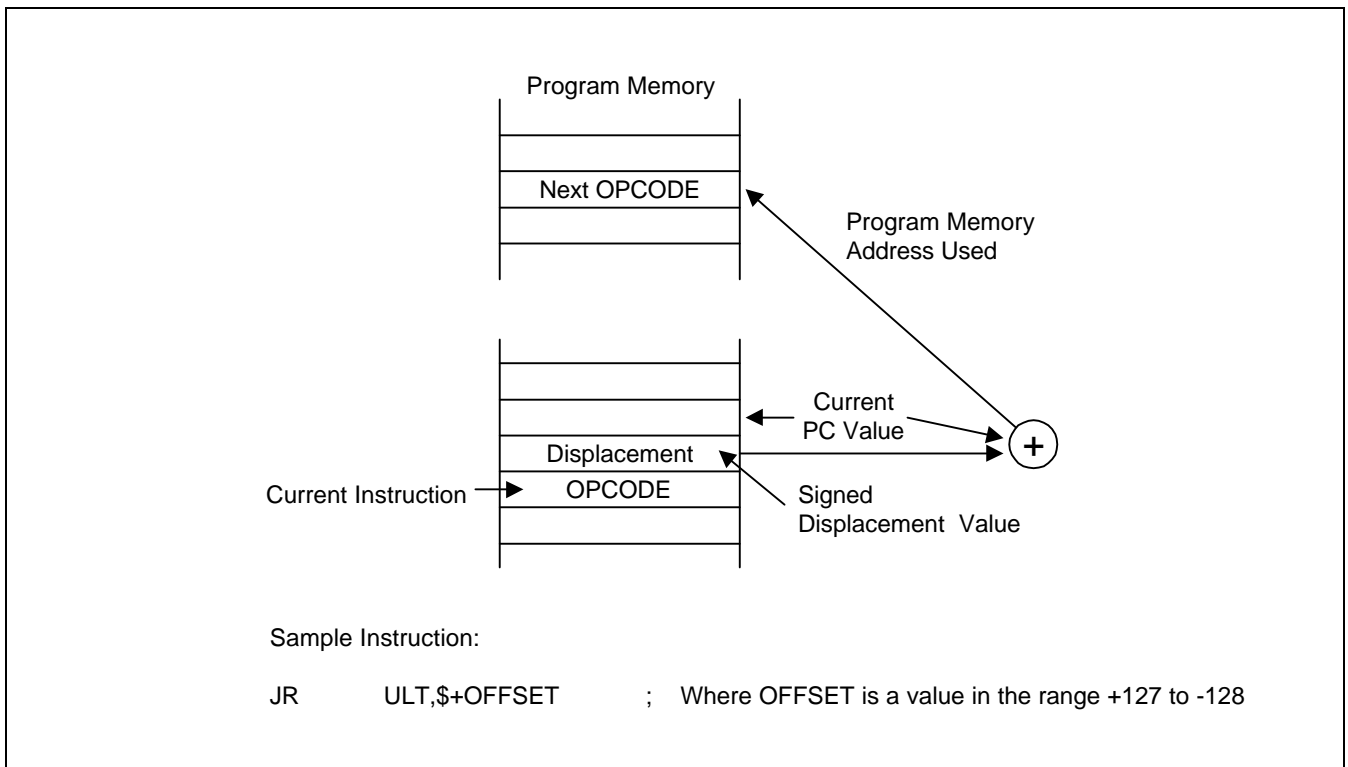 Program Memory
Next OPCODE
Program Memory
Address Used
Current
PC Value
+
Displacement
Current Instruction
OPCODE
Signed
Displacement Value
Sample Instruction:
JR ULT,$+OFFSET ; Where OFFSET is a value in the range +127 to -128